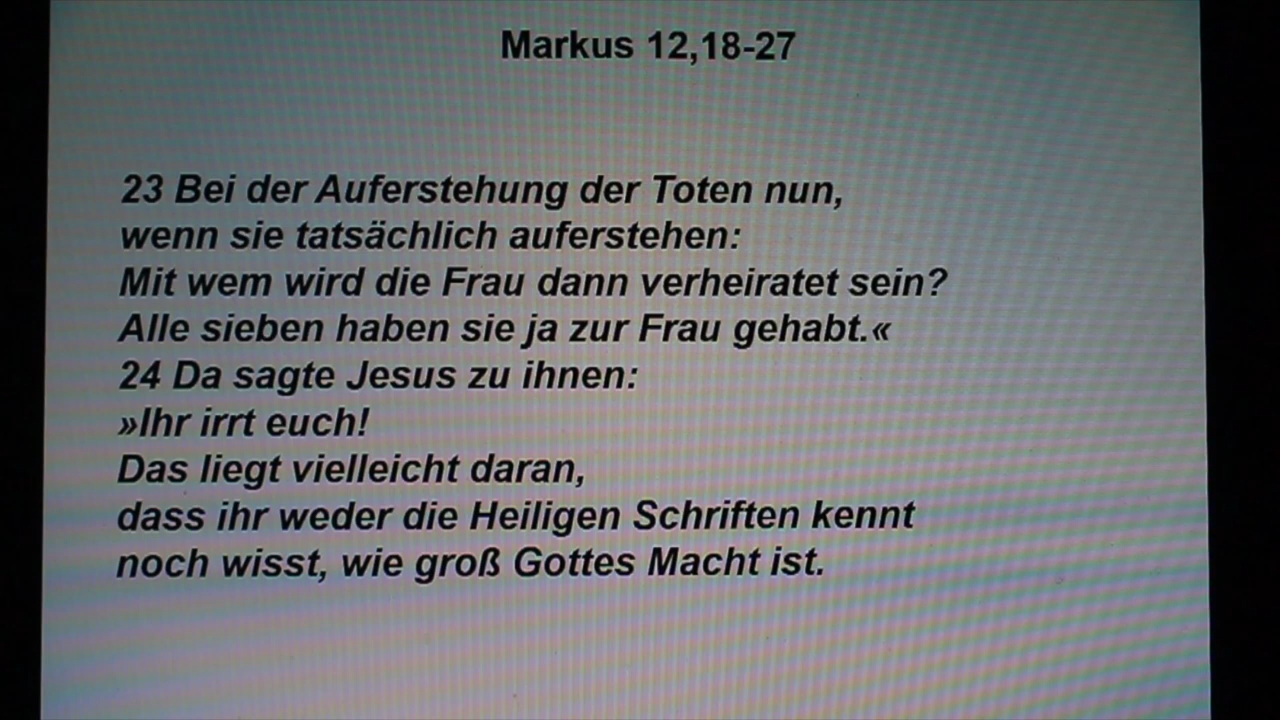 Markus 12,18-27
23 Bei der Auferstehung der Toten nun,
wenn sie tatsächlich auferstehen:
Mit wem wird die Frau dann verheiratet sein?
Alle sieben haben sie ja zur Frau gehabt.«
24 Da sagte Jesus zu ihnen:
»Ihr irrt euch!
Das liegt vielleicht daran,
dass ihr weder die Heiligen Schriften kennt
noch wisst, wie groß Gottes Macht ist.